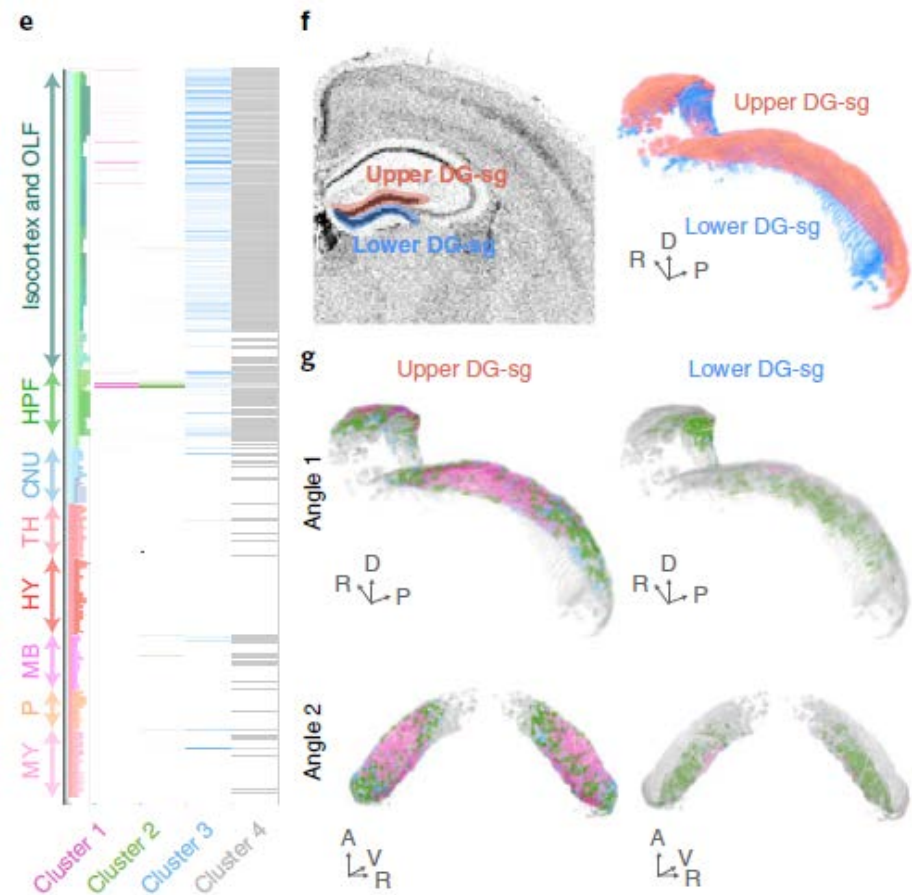 e
Isocortex and OLF
HPF
CNU
TH
HY
MB
P
MY
Cluster 1
Cluster 2
Cluster 3
Cluster 4
f
Upper DG-sg
Lower DG-sg
Upper DG-sg
Lower DG-sg
D
R
P
g
Upper DG-sg
Lower DG-sg
Angle 1
D
R
P
D
R
P
Angle 2
A
V
R
A
V
R